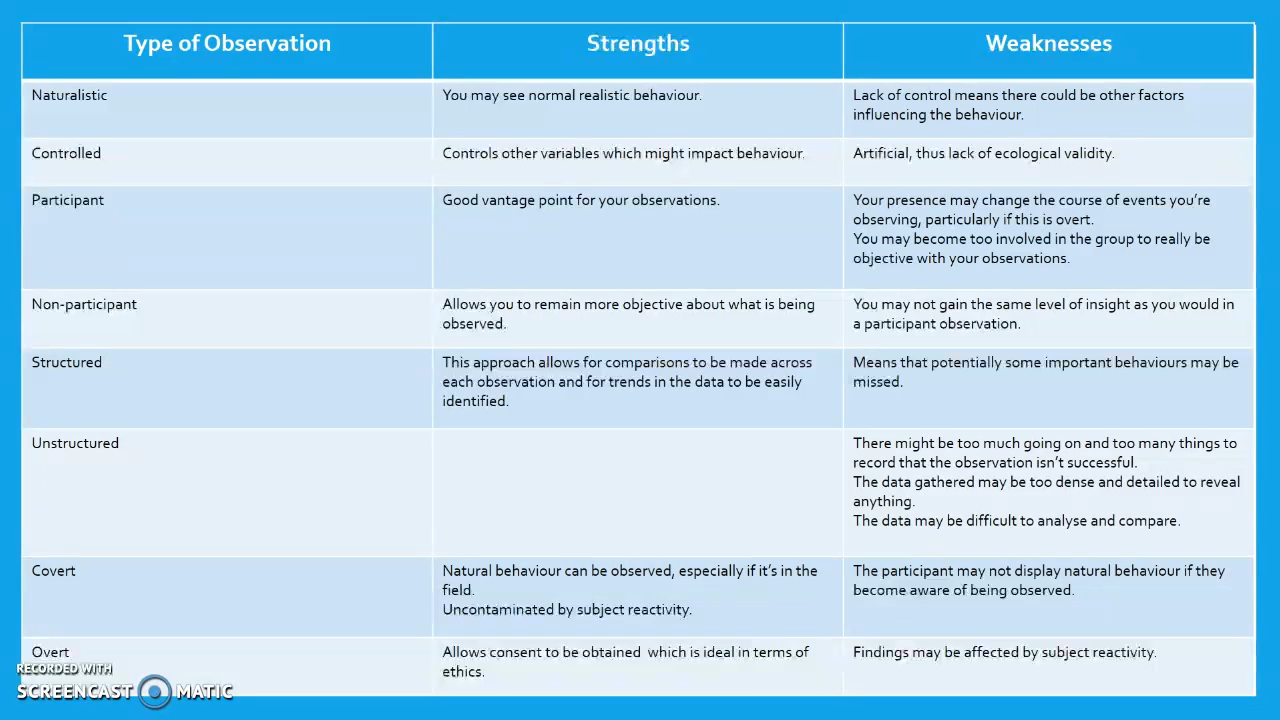 Type of Observation
Strengths
Weaknesses
Naturalistic
You may see normal realistic behaviour.
Lack of control means there could be other factors
influencing the behaviour.
Controlled
Controls other variables which might impact behaviour.
Artificial, thus lack of ecological validity.
Participant
Good vantage point for your observations.
Your presence may change the course of events you're
observing, particularly if this is overt.
You may become too involved in the group to really be
objective with your observations.
Non-participant
Allows you to remain more objective about what is being
observed.
You may not gain the same level of insight as you would in
a participant observation.
Structured
This approach allows for comparisons to be made across
each observation and for trends in the data to be easily
identified.
Means that potentially some important behaviours may be
missed.
Unstructured
There might be too much going on and too many things to
record that the observation isn't successful.
The data gathered may be too dense and detailed to reveal
anything.
The data may be difficult to analyse and compare.
Covert
Natural behaviour can be observed, especially if it's in the
field.
Uncontaminated by subject reactivity.
The participant may not display natural behaviour if they
become aware of being observed.
Overt
Allows consent to be obtained which is ideal in terms of
ethics.
Findings may be affected by subject reactivity.
RECORDED WITH
SCREENCAST MATIC